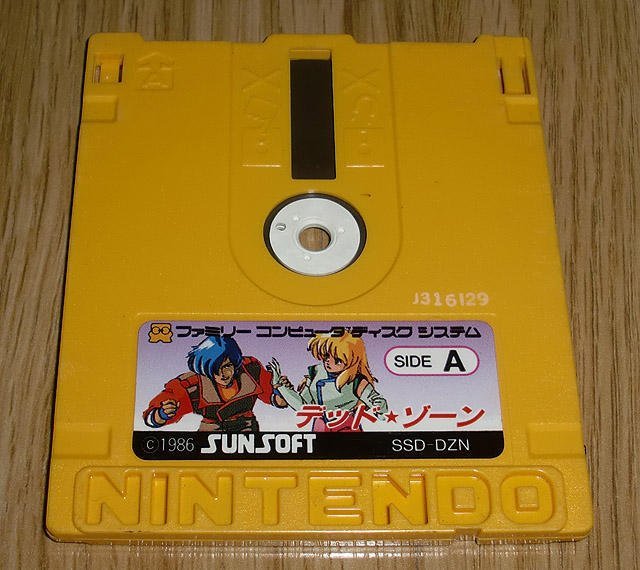 J316129
ファミリー コンピュータ ディスク システム
SIDE A
デッド★ゾーン
©1986 SUNSOFT SSD-DZN
NINTENDO